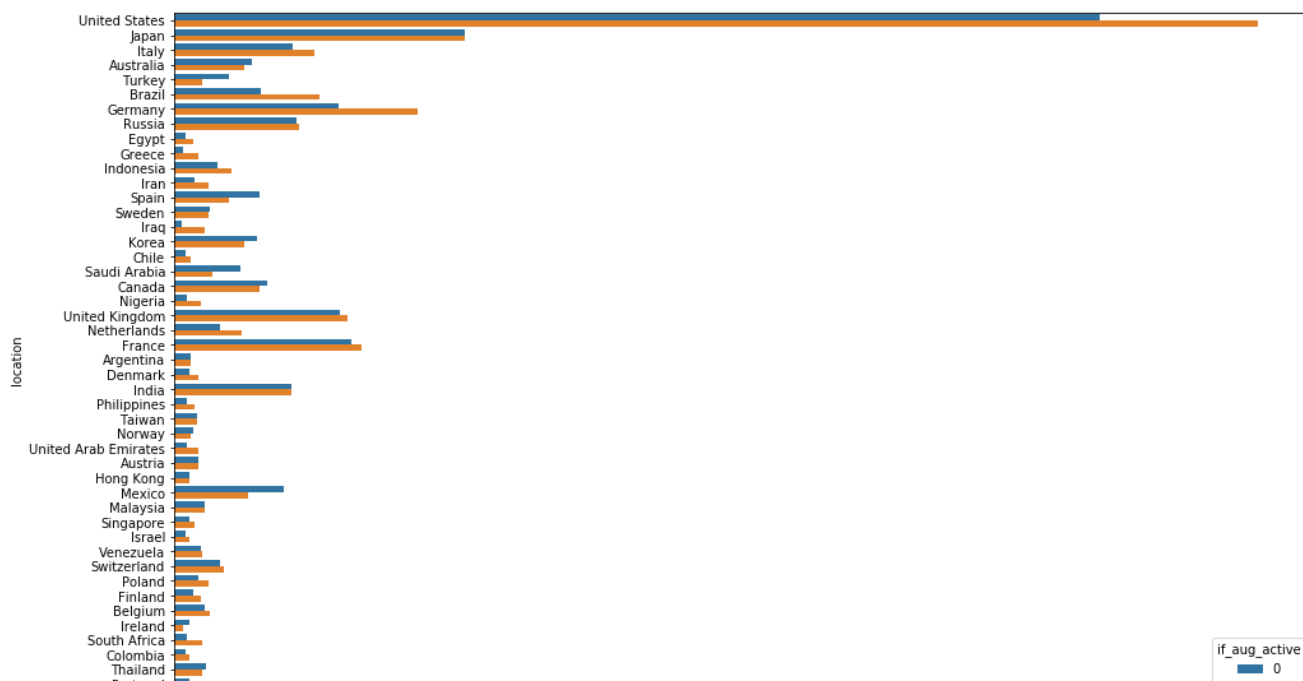 United States
Japan
Italy
Australia
Turkey
Brazil
Germany
Russia
Egypt
Greece
Indonesia
Iran
Spain
Sweden
Iraq
Korea
Chile
Saudi Arabia
Canada
Nigeria
United Kingdom
Netherlands
France
Argentina
Denmark
India
Philippines
Taiwan
Norway
United Arab Emirates
Austria
Hong Kong
Mexico
Malaysia
Singapore
Israel
Venezuela
Switzerland
Poland
Finland
Belgium
Ireland
South Africa
Colombia
Thailand
location
if_aug_active
0